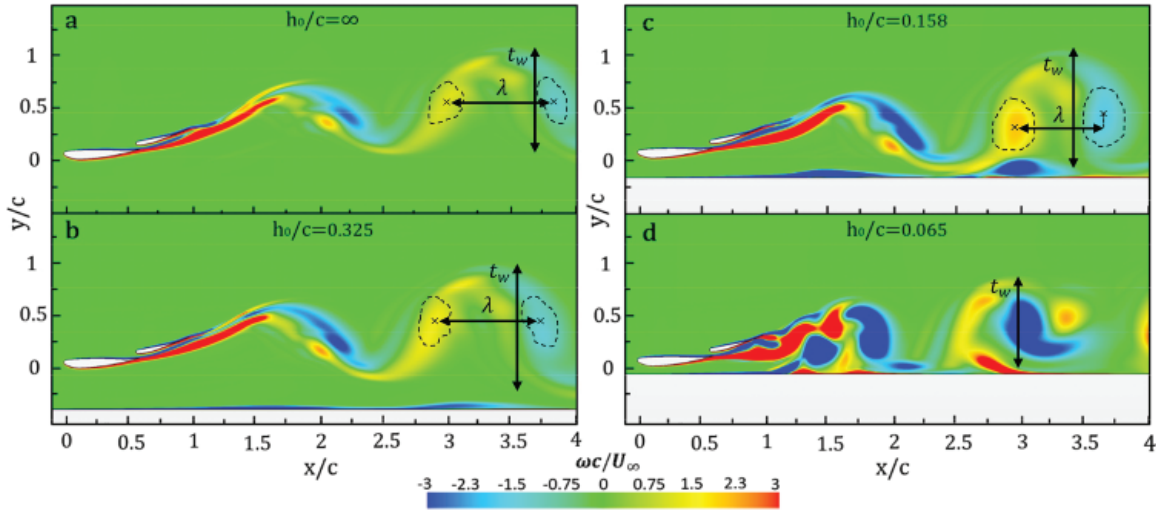 a
h₀/c=∞
1
0.5
0
y/c
t_w
λ
b
h₀/c=0.325
1
0.5
0
y/c
t_w
λ
0 0.5 1 1.5 2 2.5 3 3.5 4
x/c
c
h₀/c=0.158
1
0.5
0
t_w
λ
d
h₀/c=0.065
1
0.5
0
t_w
0 0.5 1 1.5 2 2.5 3 3.5 4
x/c
ωc/U∞
-3 -2.3 -1.5 -0.75 0 0.75 1.5 2.3 3